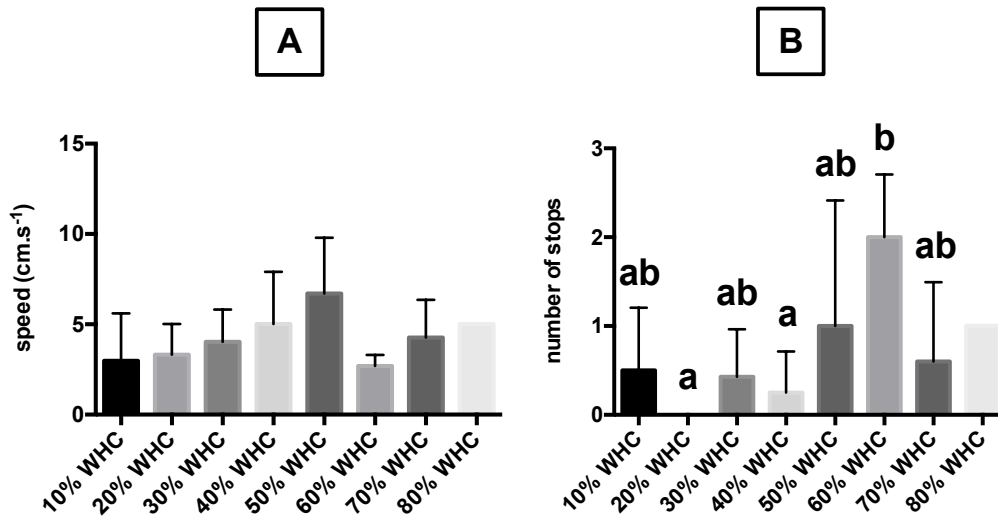 A
speed (cm.s⁻¹)
15
10
5
0
10% WHC
20% WHC
30% WHC
40% WHC
50% WHC
60% WHC
70% WHC
80% WHC
B
number of stops
3
2
1
0
ab
a
ab
a
ab
b
ab
10% WHC
20% WHC
30% WHC
40% WHC
50% WHC
60% WHC
70% WHC
80% WHC